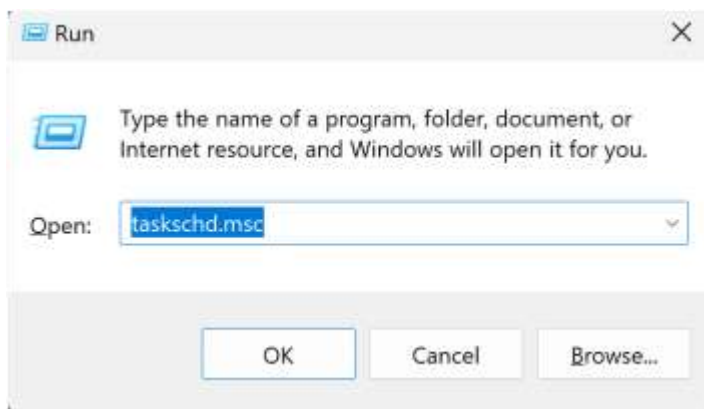 Run
Type the name of a program, folder, document, or
Internet resource, and Windows will open it for you.
Open: taskschd.msc
OK Cancel Browse...